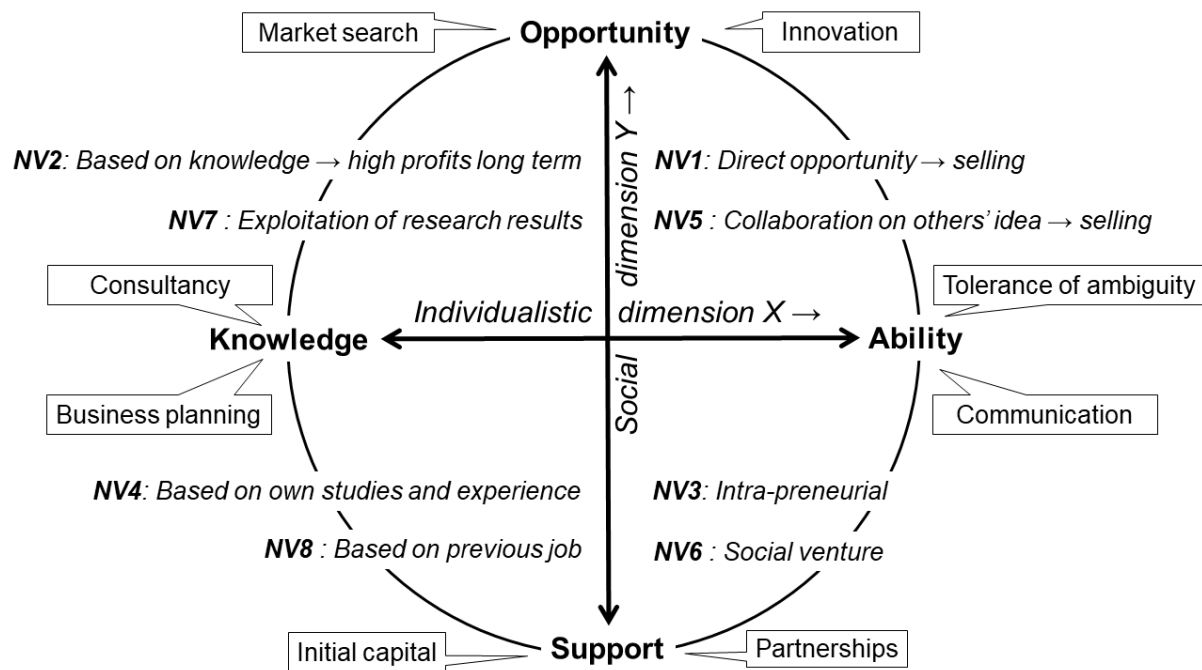 Market search
Opportunity
Innovation
NV2: Based on knowledge → high profits long term
NV1: Direct opportunity → selling
NV7 : Exploitation of research results
NV5: Collaboration on others' idea → selling
Social dimension Y →
Consultancy
Tolerance of ambiguity
Individualistic dimension X →
Knowledge
Ability
Business planning
Communication
NV4: Based on own studies and experience
NV3: Intra-preneurial
NV8 : Based on previous job
NV6 : Social venture
Initial capital
Support
Partnerships